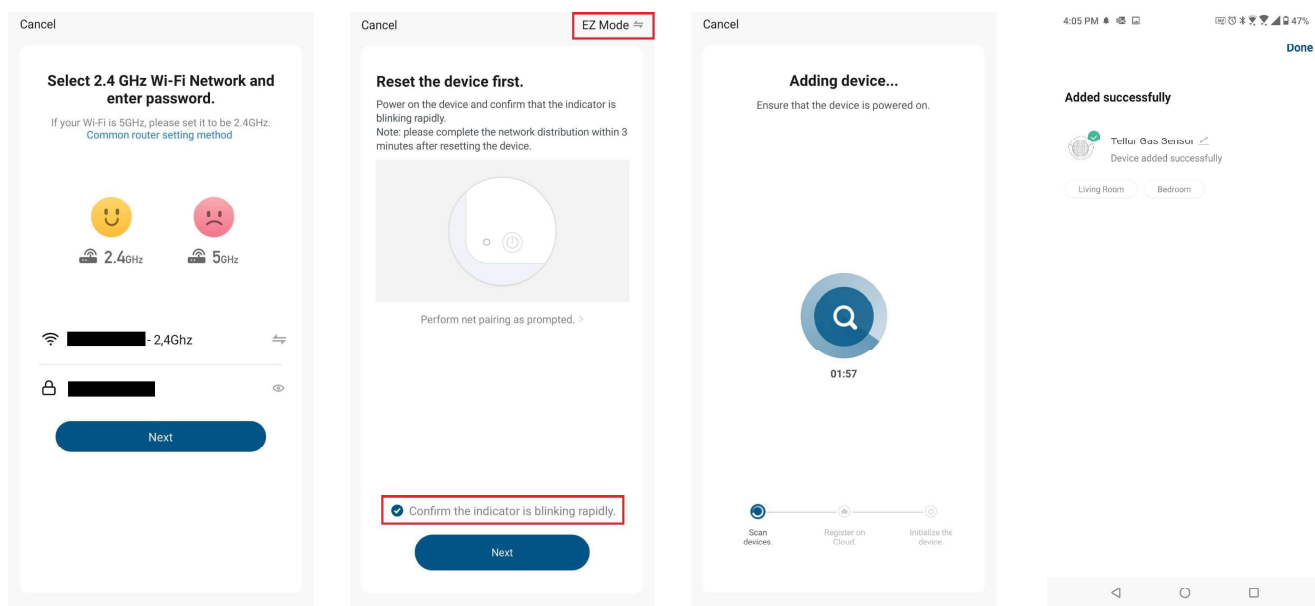 Cancel
Select 2.4 GHz Wi-Fi Network and
enter password.
If your Wi-Fi is 5GHz, please set it to be 2.4GHz.
Common router setting method
2.4GHz
5GHz
- 2,4Ghz
Next
Cancel
EZ Mode
Reset the device first.
Power on the device and confirm that the indicator is
blinking rapidly.
Note: please complete the network distribution within 3
minutes after resetting the device.
Perform net pairing as prompted. >
Confirm the indicator is blinking rapidly.
Next
Cancel
Adding device...
Ensure that the device is powered on.
01:57
Scan
devices.
Register on
Cloud.
Initialize the
device.
4:05 PM
47%
Done
Added successfully
Tellur Gas Sensor
Device added successfully
Living Room
Bedroom